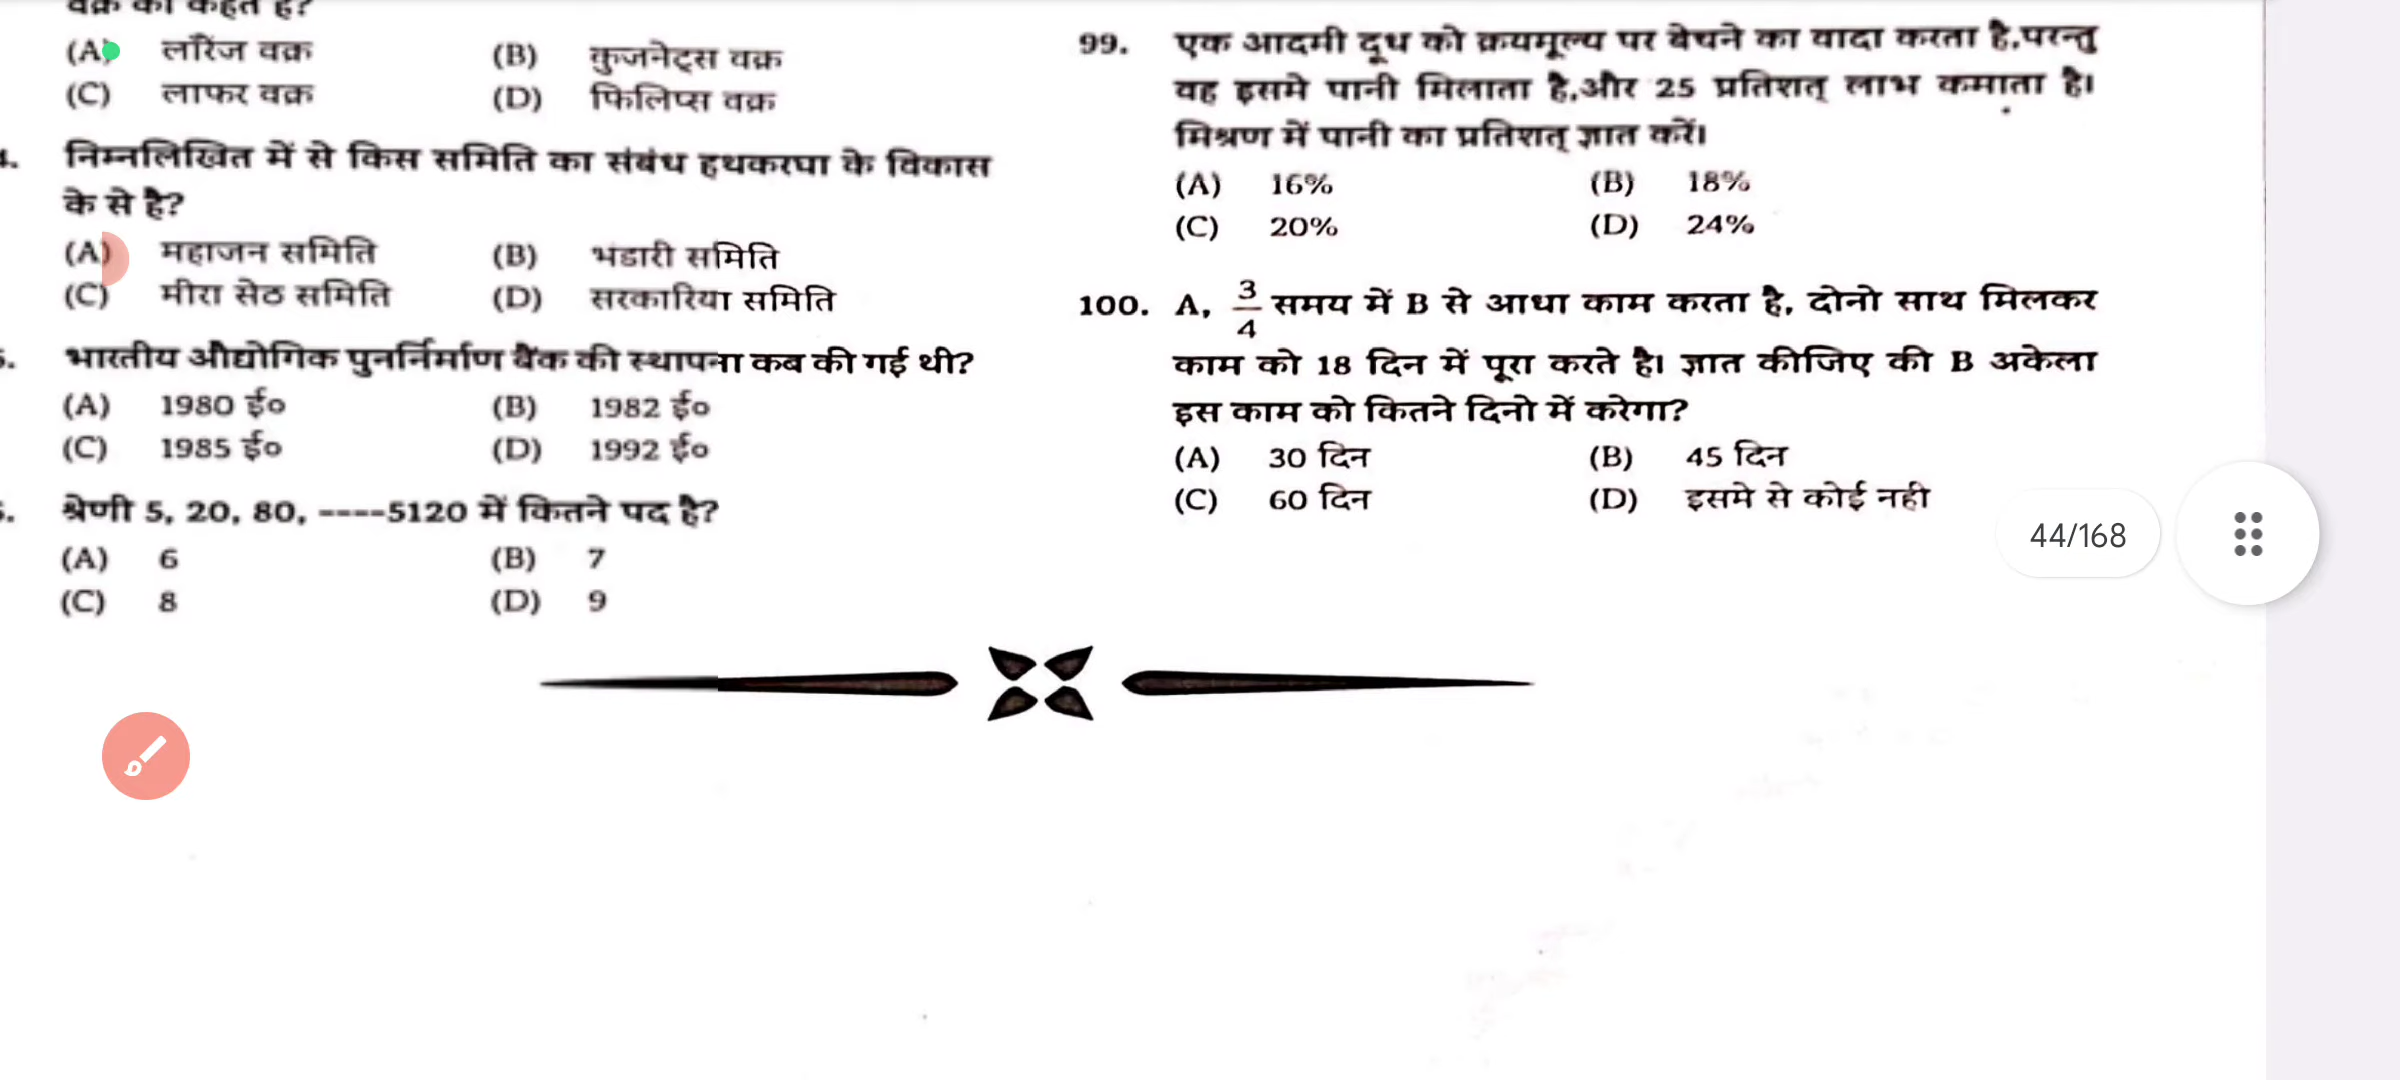 वक्र को कहते है?
(A) लॉरेंज वक्र (B) कुजनेट्स वक्र
(C) लाफर वक्र (D) फिलिप्स वक्र
निम्नलिखित में से किस समिति का संबंध हथकरघा के विकास
के से है?
(A) महाजन समिति (B) भंडारी समिति
(C) मीरा सेठ समिति (D) सरकारिया समिति
भारतीय औद्योगिक पुनर्निर्माण बैंक की स्थापना कब की गई थी?
(A) 1980 ई० (B) 1982 ई०
(C) 1985 ई० (D) 1992 ई०
श्रेणी 5, 20, 80, ----5120 में कितने पद है?
(A) 6 (B) 7
(C) 8 (D) 9
99. एक आदमी दूध को क्रयमूल्य पर बेचने का वादा करता है,परन्तु
वह इसमे पानी मिलाता है,और 25 प्रतिशत् लाभ कमाता है।
मिश्रण में पानी का प्रतिशत् ज्ञात करें।
(A) 16% (B) 18%
(C) 20% (D) 24%
100. A, 3/4 समय में B से आधा काम करता है, दोनो साथ मिलकर
काम को 18 दिन में पूरा करते है। ज्ञात कीजिए की B अकेला
इस काम को कितने दिनो में करेगा?
(A) 30 दिन (B) 45 दिन
(C) 60 दिन (D) इसमे से कोई नही
44/168